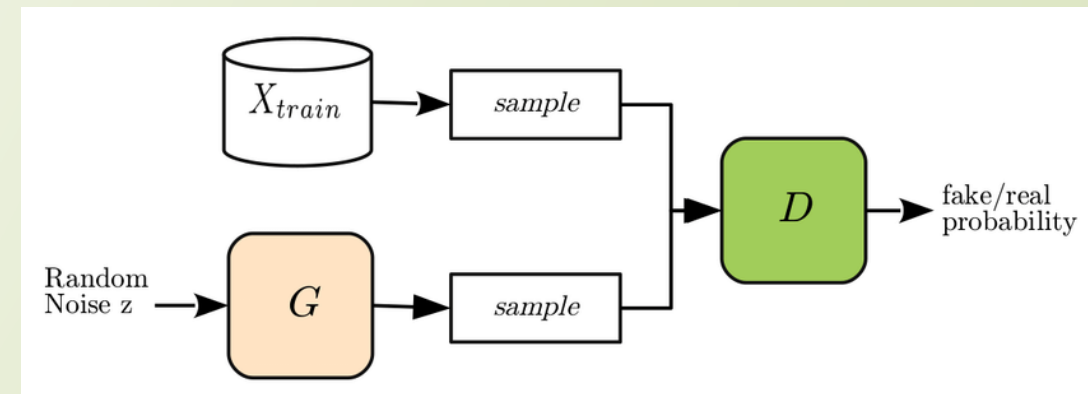 X_train
sample
D
fake/real
probability
Random
Noise z
G
sample